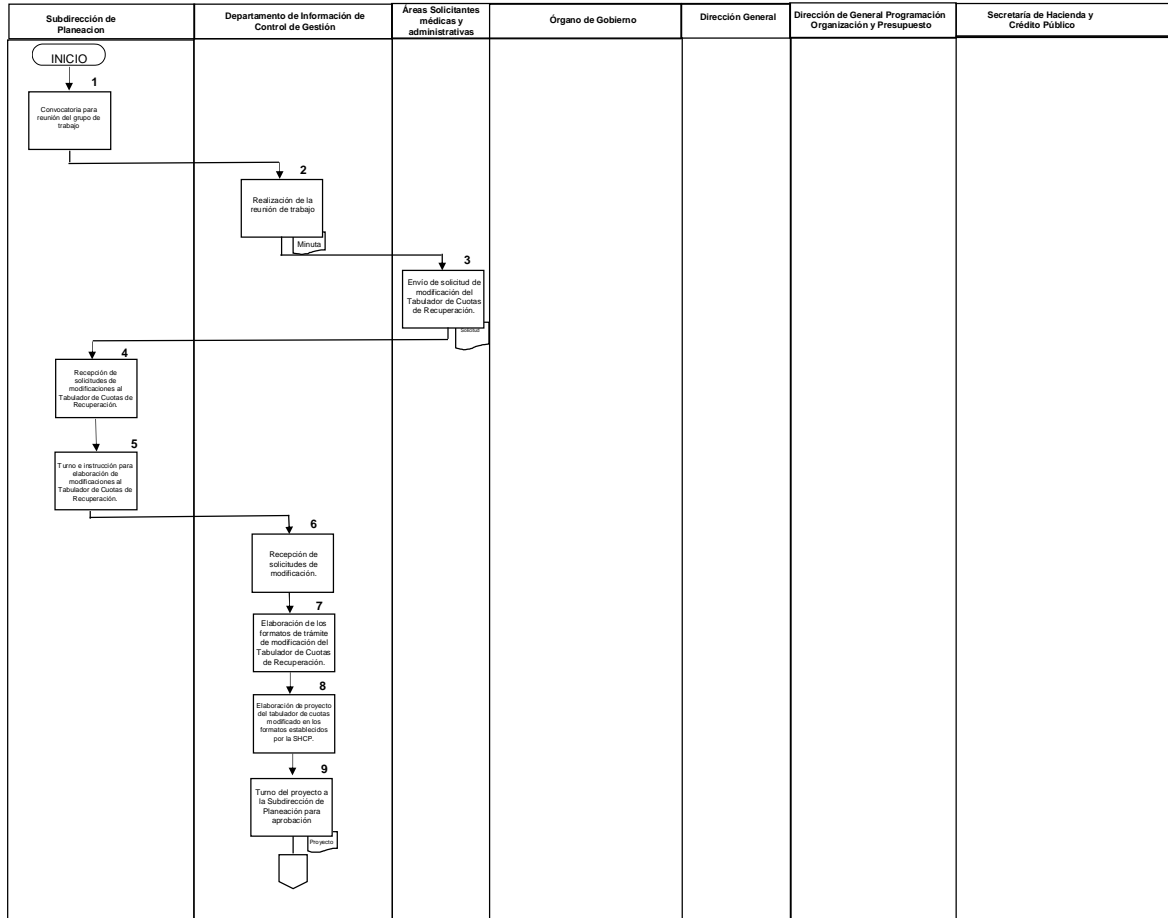 Subdirección de
Planeacion
Departamento de Información de
Control de Gestión
Áreas Solicitantes
médicas y
administrativas
Órgano de Gobierno
Dirección General
Dirección de General Programación
Organización y Presupuesto
Secretaría de Hacienda y
Crédito Público
INICIO
1
Convocatoria para
reunión del grupo de
trabajo
2
Realización de la
reunión de trabajo
Minuta
3
Envío de solicitud de
modificación del
Tabulador de Cuotas
de Recuperación.
Solicitud
4
Recepción de
solicitudes de
modificaciones al
Tabulador de Cuotas de
Recuperación.
5
Turno e instrucción para
elaboración de
modificaciones al
Tabulador de Cuotas de
Recuperación.
6
Recepción de
solicitudes de
modificación.
7
Elaboración de los
formatos de trámite
de modificación del
Tabulador de Cuotas
de Recuperación.
8
Elaboración de proyecto
del tabulador de cuotas
modificado en los
formatos establecidos
por la SHCP.
9
Turno del proyecto a
la Subdirección de
Planeación para
aprobación
Proyecto